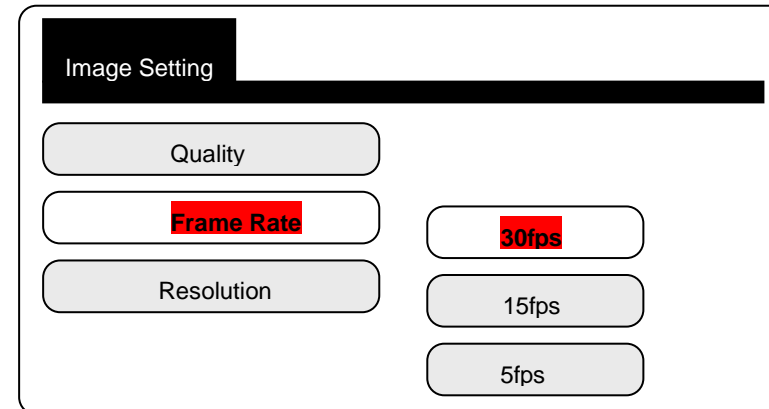 Image Setting
Quality
Frame Rate
Resolution
30fps
15fps
5fps